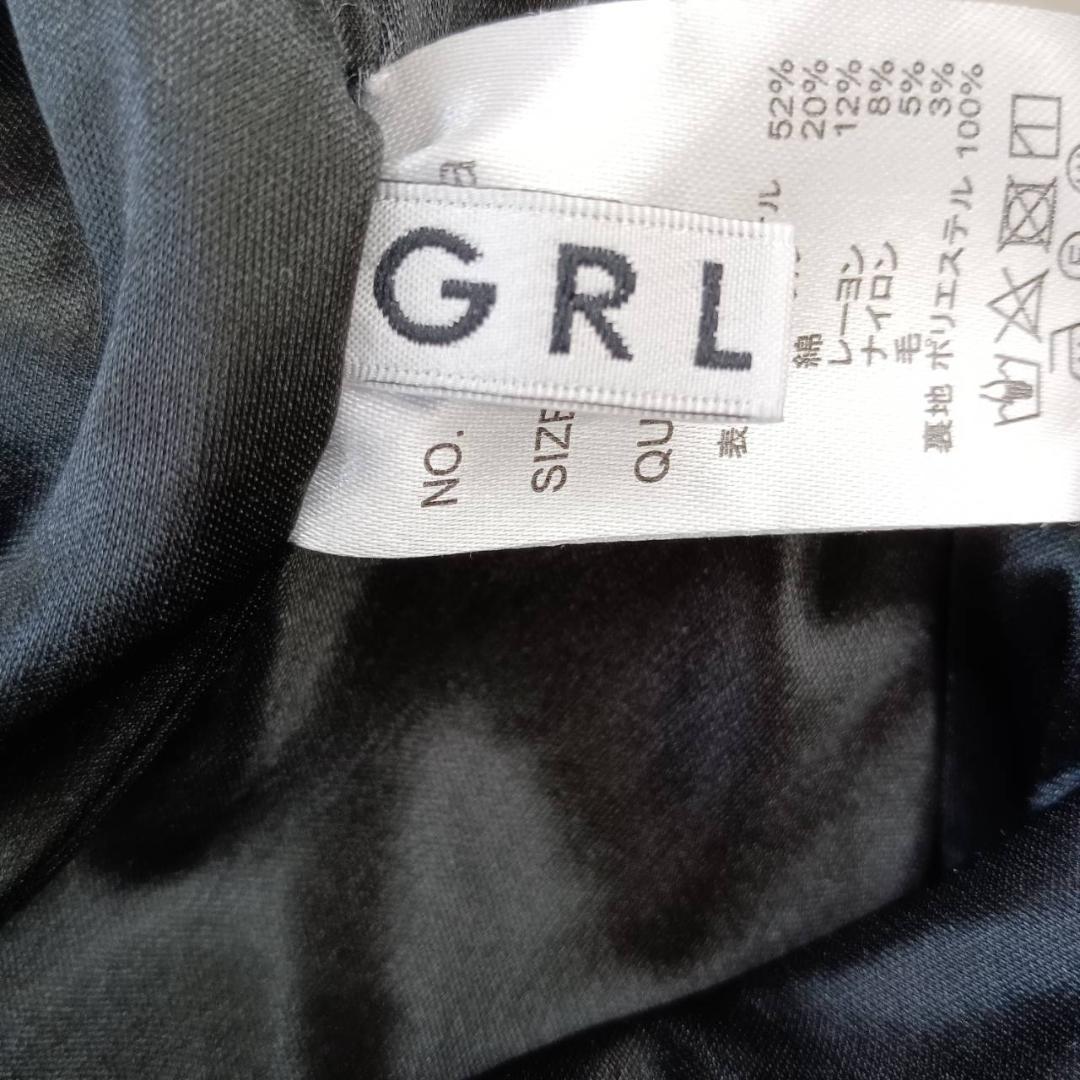 GRL
NO. a
SIZE
QU
表 ル 52%
20%
綿 12%
レーヨン 8%
ナイロン 5%
毛 3%
裏地 ポリエステル 100%